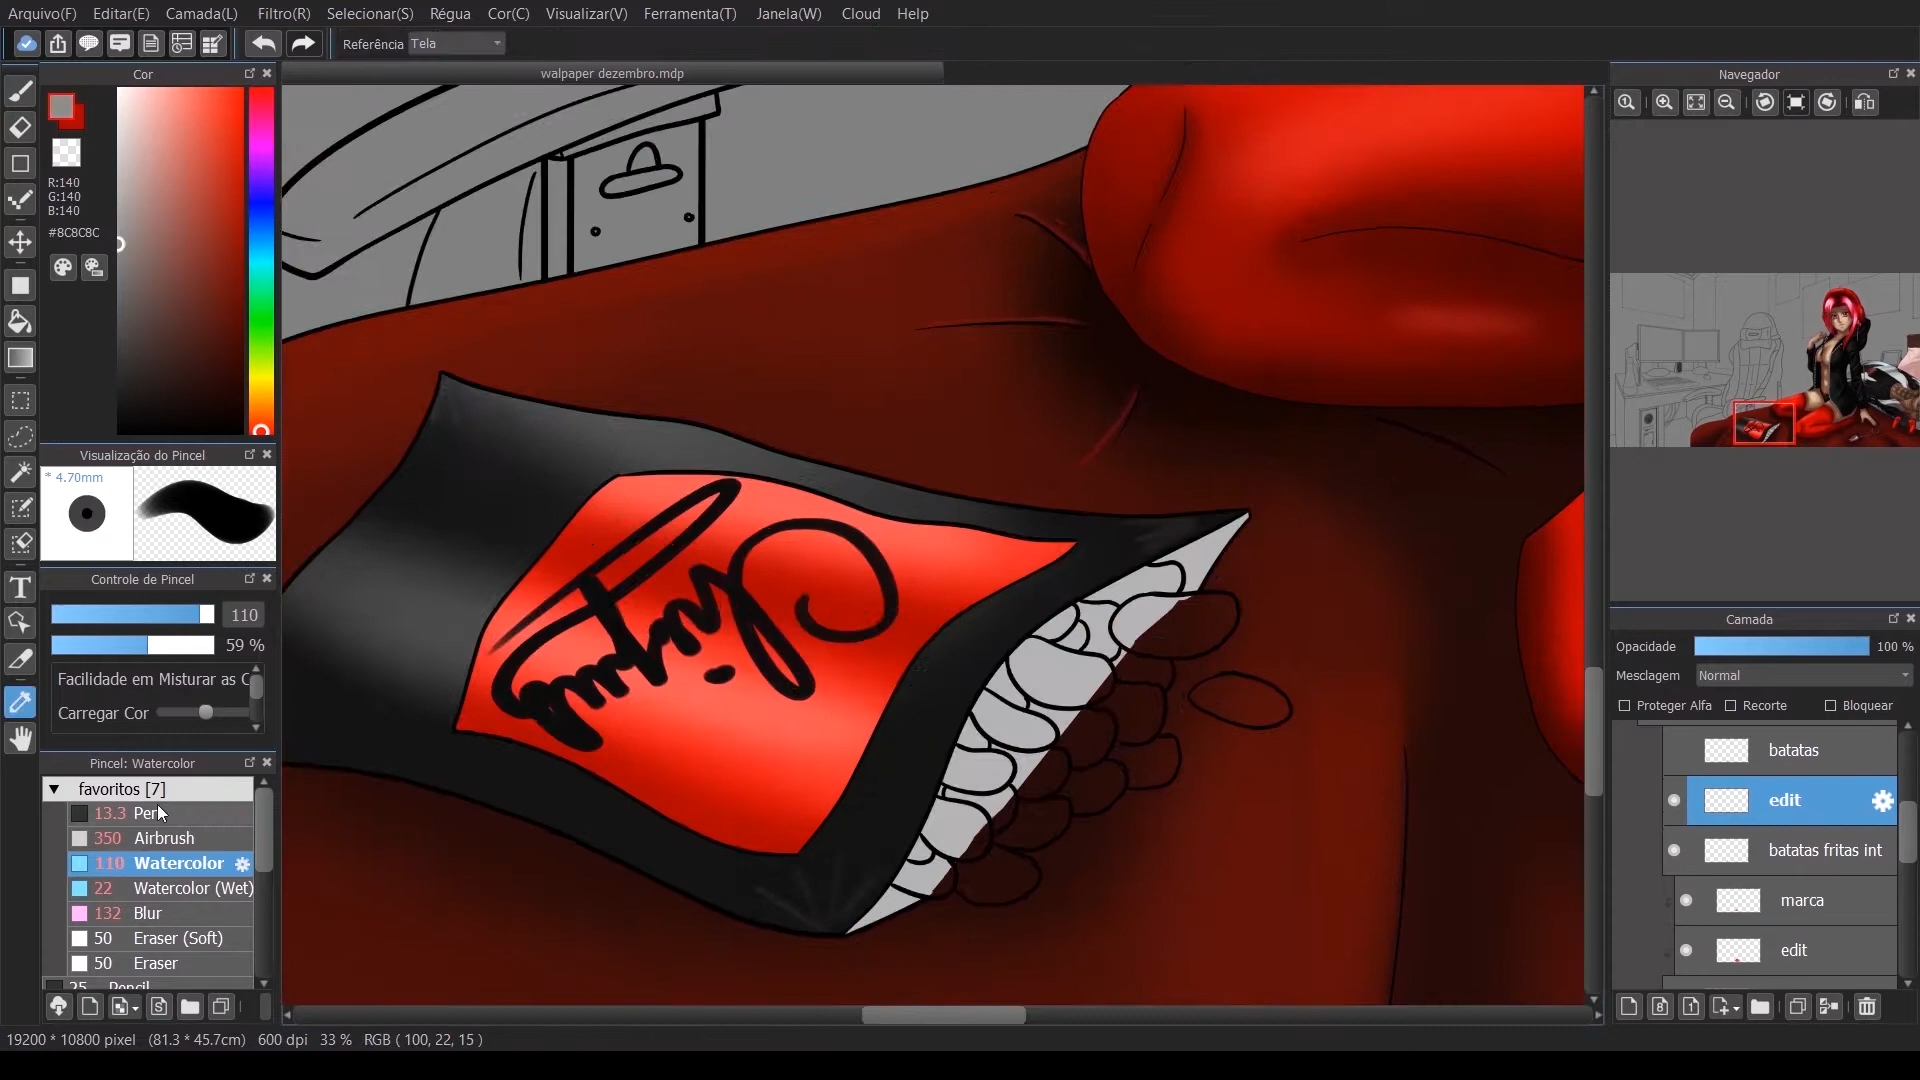 Arquivo(F) Editar(E) Camada(L) Filtro(R) Selecionar(S) Régua Cor(C) Visualizar(V) Ferramenta(T) Janela(W) Cloud Help
Referência Tela
Cor
R:140
G:140
B:140
#8C8C8C
Visualização do Pincel
* 4.70mm
Controle de Pincel
110
59 %
Facilidade em Misturar as C
Carregar Cor
Pincel: Watercolor
favoritos [7]
13.3 Pen
350 Airbrush
110 Watercolor
22 Watercolor (Wet)
132 Blur
50 Eraser (Soft)
50 Eraser
25 Pencil
walpaper dezembro.mdp
Navegador
Camada
Opacidade 100 %
Mesclagem Normal
Proteger Alfa Recorte Bloquear
batatas
edit
batatas fritas int
marca
edit
19200 * 10800 pixel (81.3 * 45.7cm) 600 dpi 33 % RGB ( 100, 22, 15 )